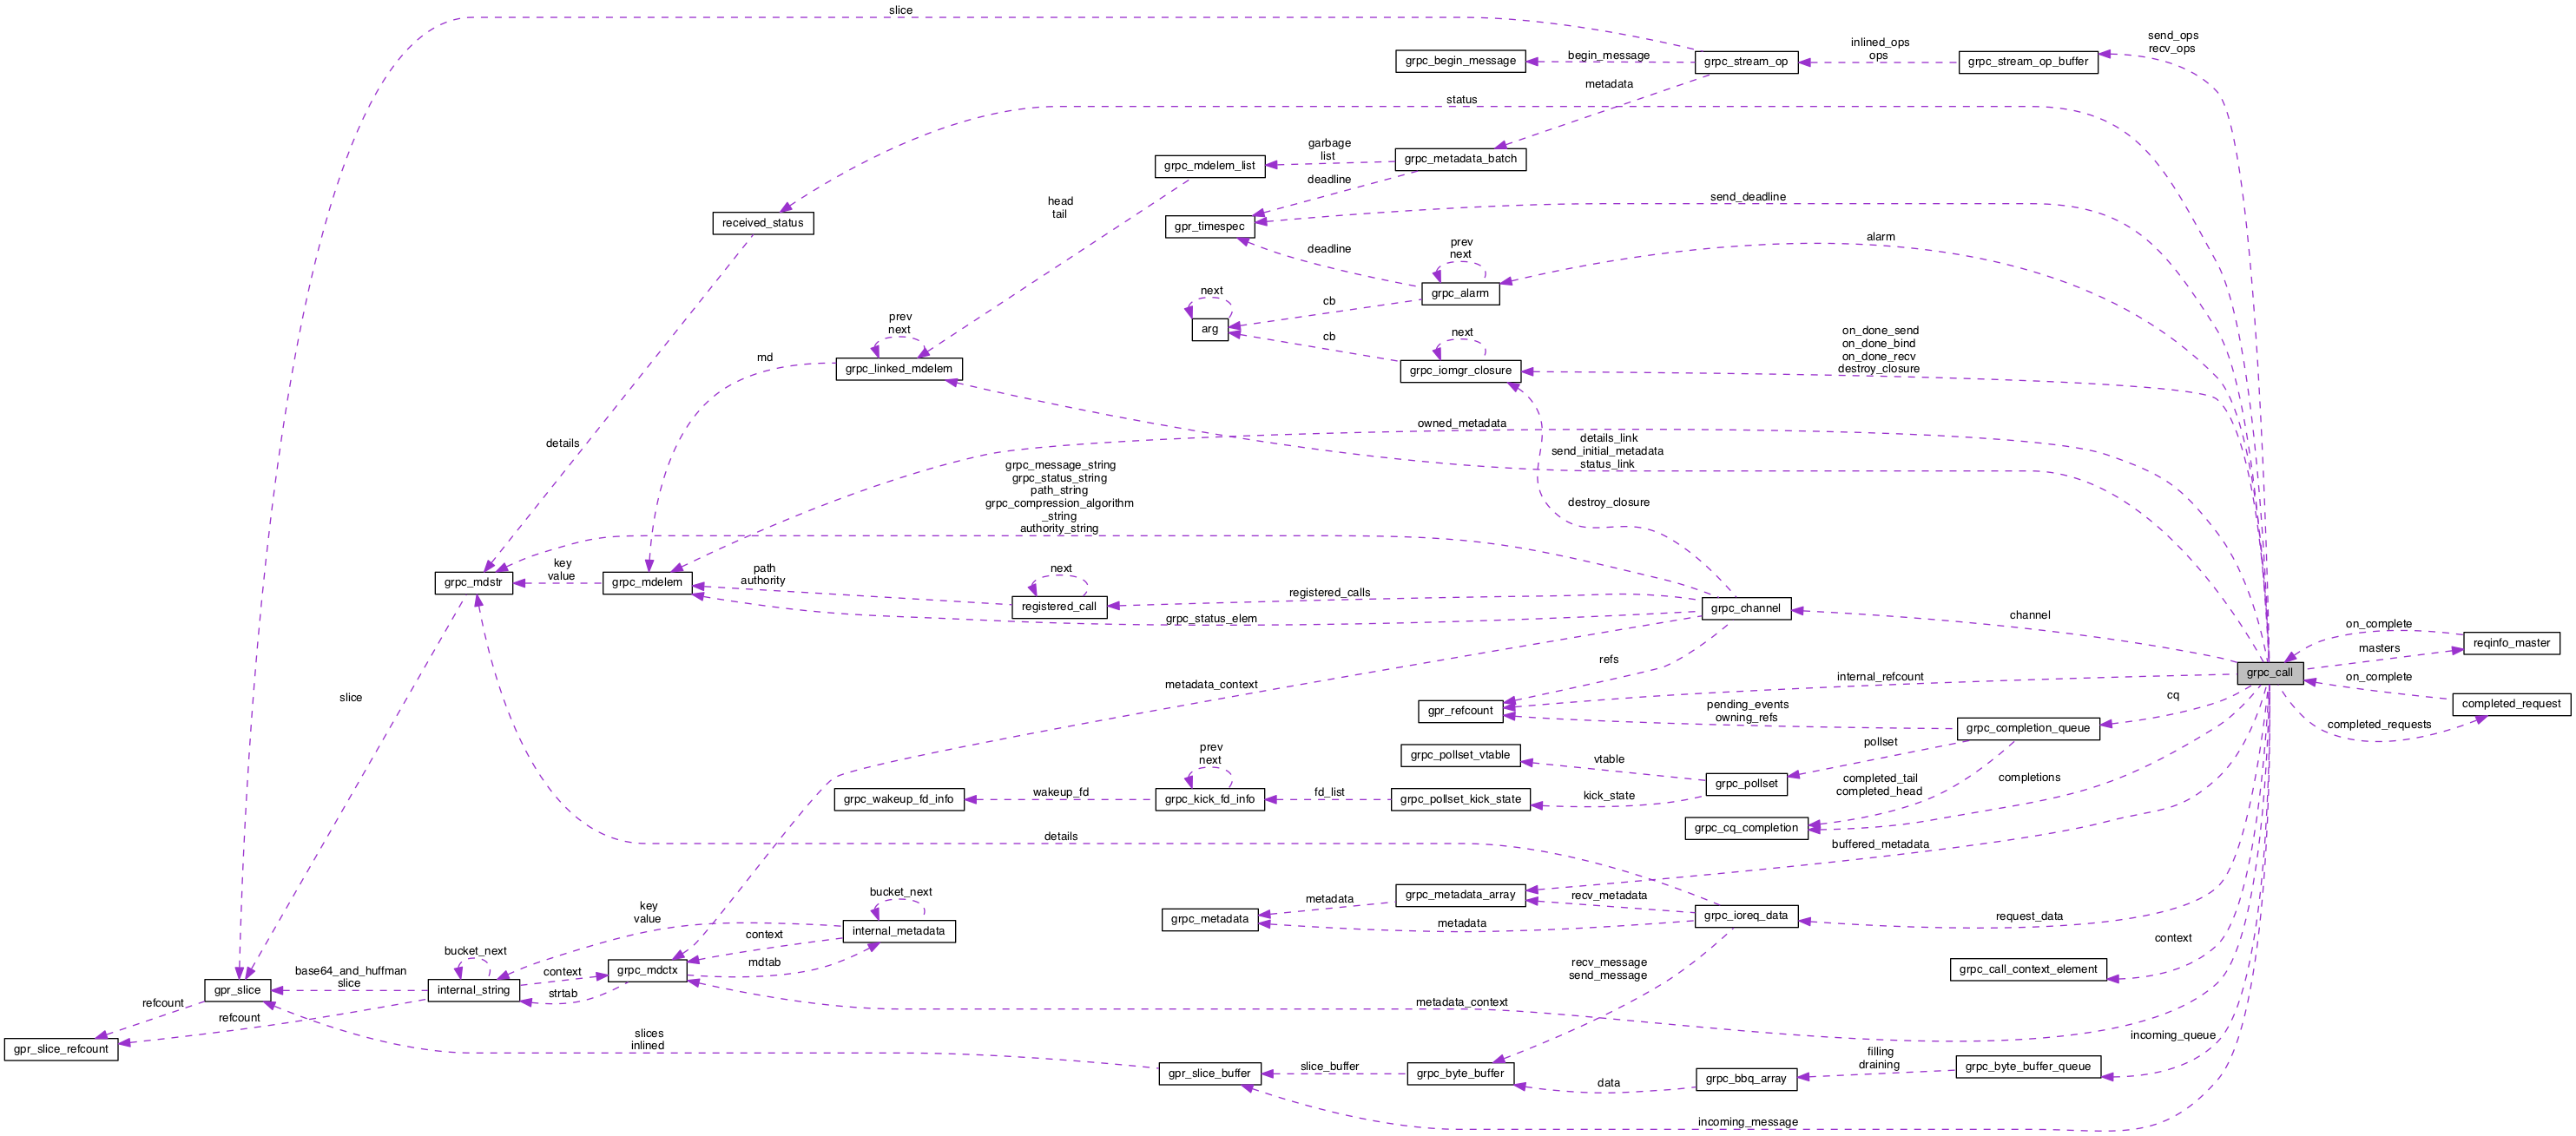 slice
send_ops
recv_ops
inlined_ops
ops
begin_message
grpc_begin_message
grpc_stream_op
grpc_stream_op_buffer
metadata
status
garbage
list
grpc_mdelem_list
grpc_metadata_batch
deadline
send_deadline
head
tail
received_status
gpr_timespec
alarm
prev
next
deadline
next
grpc_alarm
cb
arg
prev
next
next
on_done_send
on_done_bind
on_done_recv
destroy_closure
cb
md
grpc_linked_mdelem
grpc_iomgr_closure
owned_metadata
details
details_link
send_initial_metadata
status_link
grpc_message_string
grpc_status_string
path_string
grpc_compression_algorithm
_string
authority_string
destroy_closure
key
value
path
authority
next
grpc_mdstr
grpc_mdelem
registered_call
registered_calls
grpc_channel
channel
grpc_status_elem
on_complete
reqinfo_master
masters
refs
grpc_call
on_complete
internal_refcount
metadata_context
slice
cq
completed_request
gpr_refcount
pending_events
owning_refs
grpc_completion_queue
completed_requests
prev
next
pollset
grpc_pollset_vtable
vtable
grpc_pollset
completed_tail
completed_head
completions
grpc_wakeup_fd_info
wakeup_fd
grpc_kick_fd_info
fd_list
grpc_pollset_kick_state
kick_state
grpc_cq_completion
details
buffered_metadata
bucket_next
grpc_metadata_array
recv_metadata
metadata
key
value
grpc_metadata
metadata
grpc_ioreq_data
request_data
internal_metadata
context
context
bucket_next
mdtab
recv_message
send_message
grpc_call_context_element
base64_and_huffman
slice
context
grpc_mdctx
gpr_slice
internal_string
strtab
refcount
metadata_context
refcount
slices
inlined
incoming_queue
gpr_slice_refcount
filling
draining
gpr_slice_buffer
slice_buffer
grpc_byte_buffer
data
grpc_bbq_array
grpc_byte_buffer_queue
incoming_message